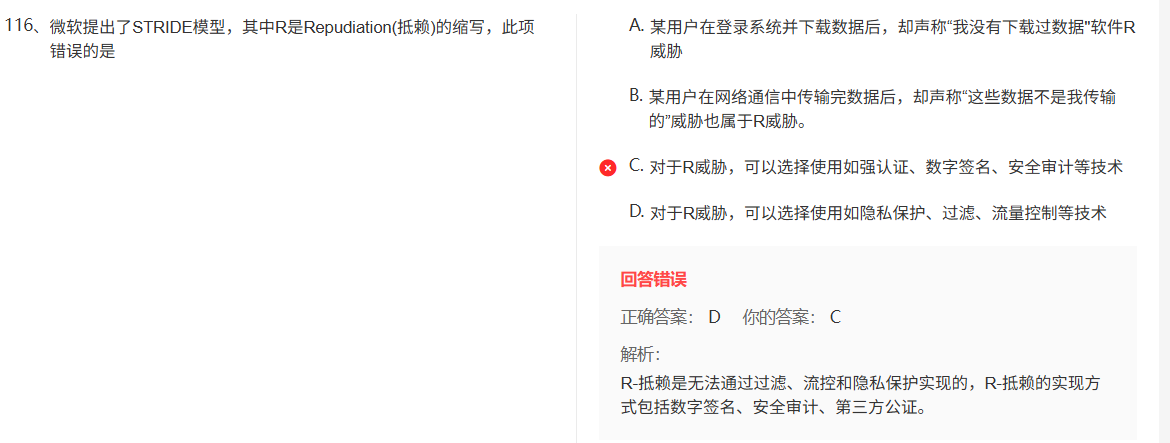 116、微软提出了STRIDE模型，其中R是Repudiation(抵赖)的缩写，此项
错误的是
A. 某用户在登录系统并下载数据后，却声称“我没有下载过数据"软件R
威胁
B. 某用户在网络通信中传输完数据后，却声称“这些数据不是我传输
的”威胁也属于R威胁。
C. 对于R威胁，可以选择使用如强认证、数字签名、安全审计等技术
D. 对于R威胁，可以选择使用如隐私保护、过滤、流量控制等技术
回答错误
正确答案： D 你的答案： C
解析：
R-抵赖是无法通过过滤、流控和隐私保护实现的，R-抵赖的实现方
式包括数字签名、安全审计、第三方公证。